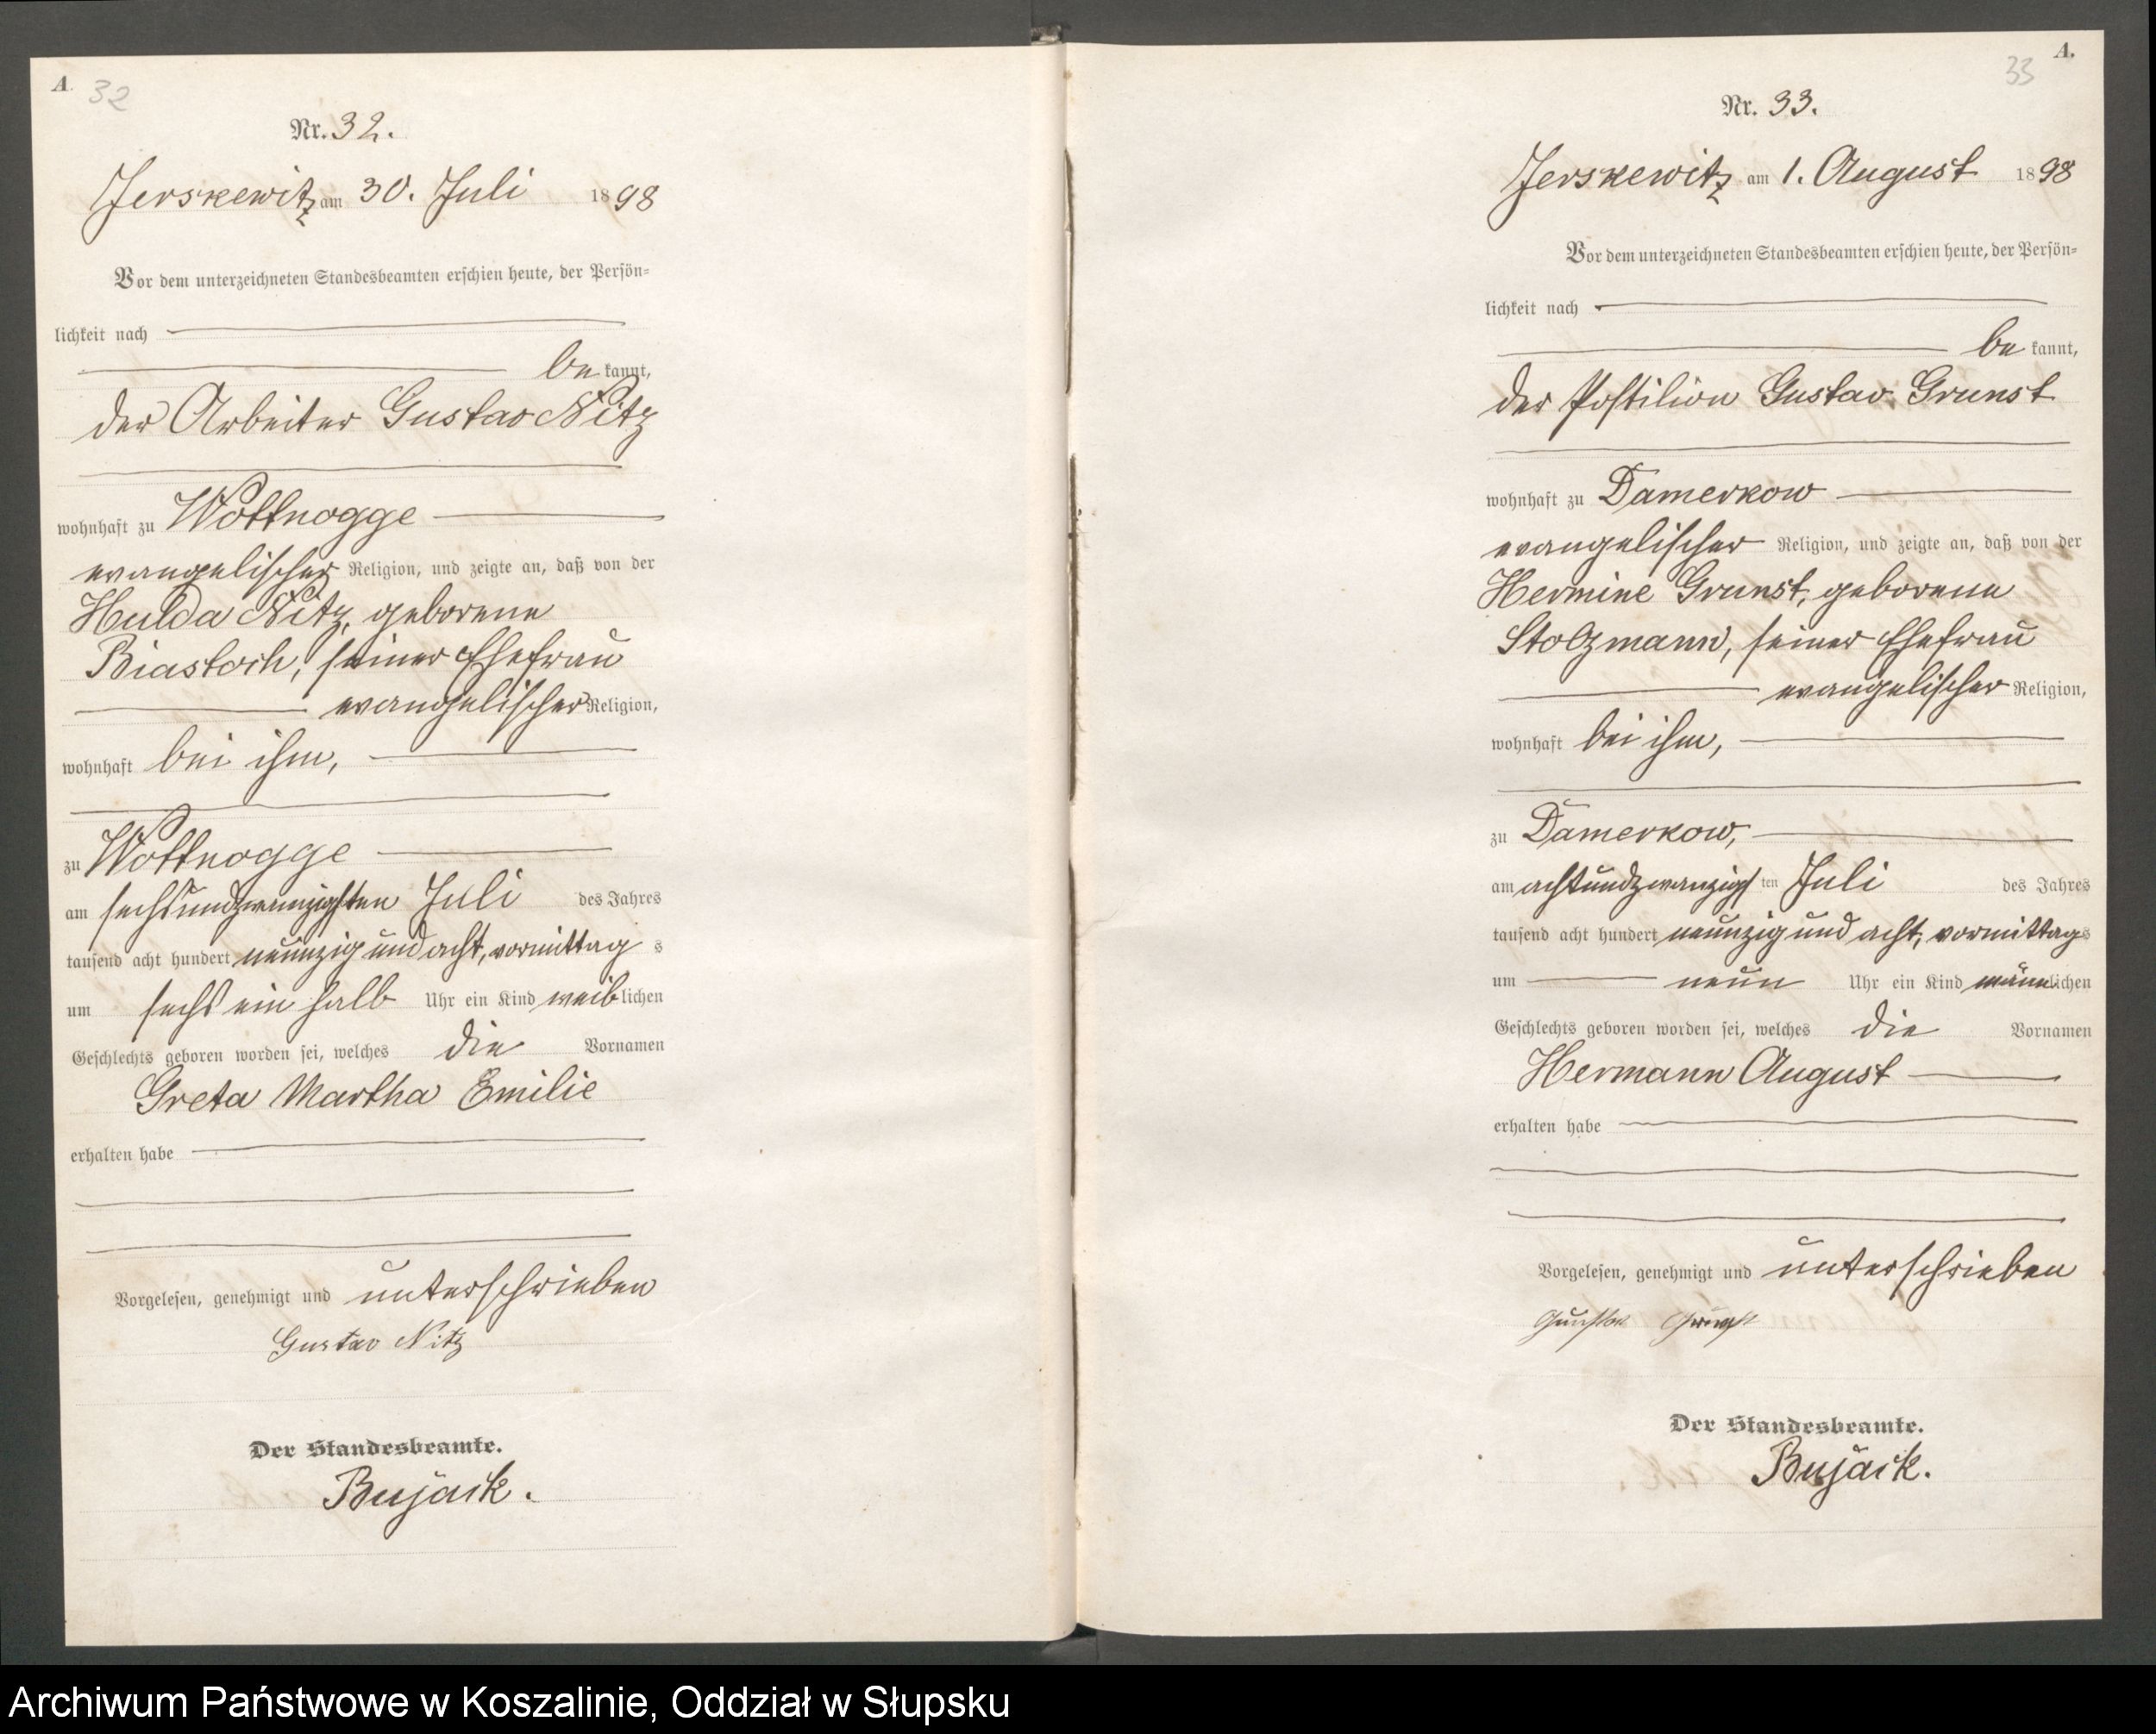 A.
32
Nr. 32.
Jerskewitz am 30. Juli 1898
Vor dem unterzeichneten Standesbeamten erschien heute, der Persön=
lichkeit nach
bekannt,
der Arbeiter Gustav Nitz
wohnhaft zu Wottnogge
evangelischer Religion, und zeigte an, daß von der
Hulda Nitz, geborene
Biastoch, seiner Ehefrau
evangelischer Religion,
wohnhaft bei ihm,
zu Wottnogge
am sechsundzwanzigsten Juli des Jahres
tausend acht hundert neunzig und acht, vormittags
um sechs ein halb Uhr ein Kind weiblichen
Geschlechts geboren worden sei, welches die Vornamen
Greta Martha Emilie
erhalten habe
Vorgelesen, genehmigt und unterschrieben
Gustav Nitz
Der Standesbeamte.
Bujack.
A.
33
Nr. 33.
Jerskewitz am 1. August 1898
Vor dem unterzeichneten Standesbeamten erschien heute, der Persön=
lichkeit nach
bekannt,
der Postilion Gustav Grunst
wohnhaft zu Damerkow
evangelischer Religion, und zeigte an, daß von der
Hermine Grunst, geborene
Stolzmann, seiner Ehefrau
evangelischer Religion,
wohnhaft bei ihm,
zu Damerkow,
am achtundzwanzigsten Juli des Jahres
tausend acht hundert neunzig und acht, vormittags
um neun Uhr ein Kind männlichen
Geschlechts geboren worden sei, welches die Vornamen
Hermann August
erhalten habe
Vorgelesen, genehmigt und unterschrieben
Gustav Grunst
Der Standesbeamte.
Bujack.
Archiwum Państwowe w Koszalinie, Oddział w Słupsku